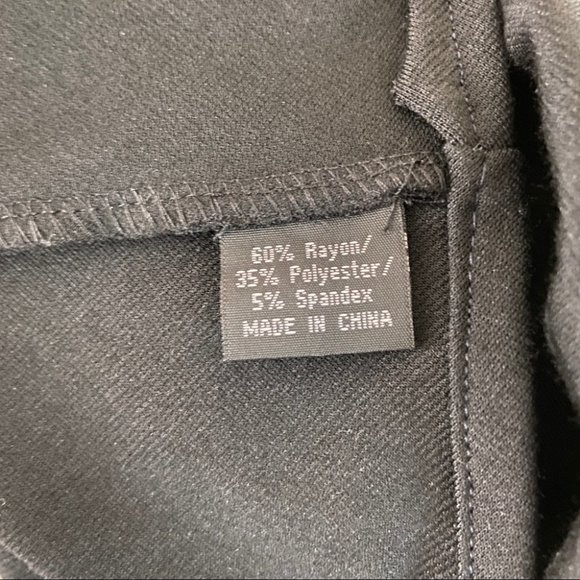 60% Rayon/
35% Polyester/
5% Spandex
MADE IN CHINA